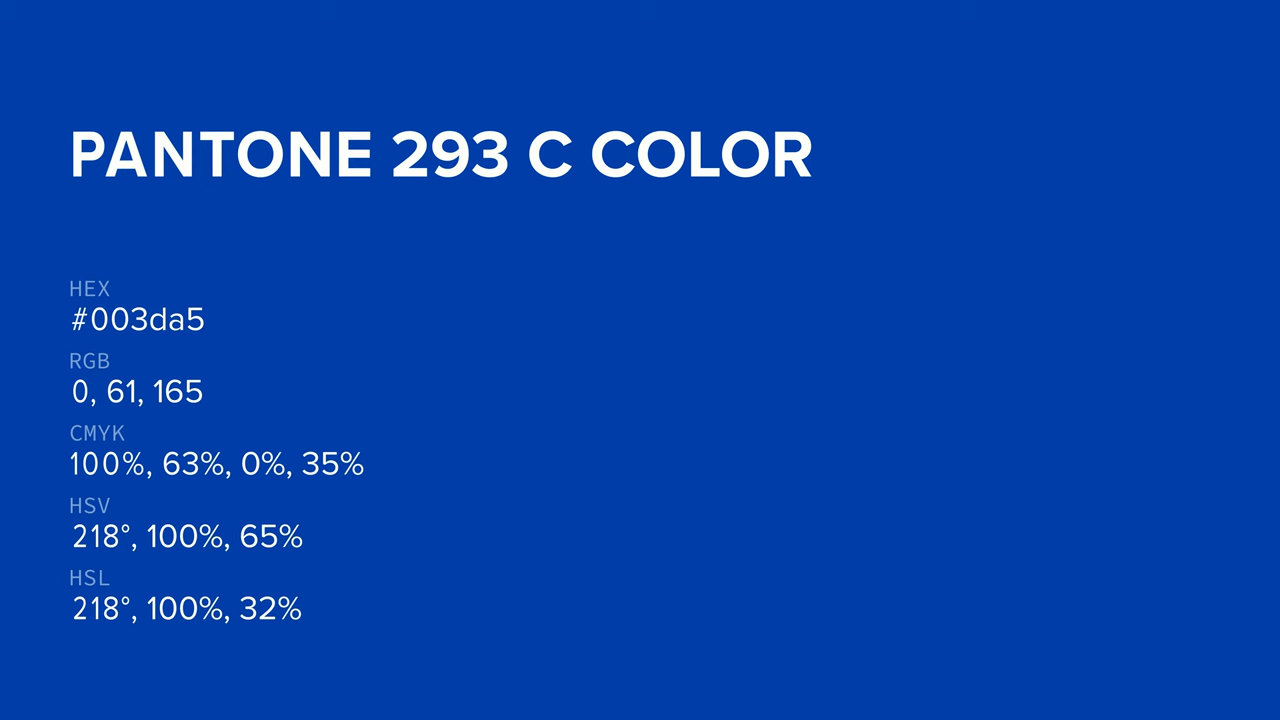 PANTONE 293 C COLOR
HEX
#003da5
RGB
0, 61, 165
CMYK
100%, 63%, 0%, 35%
HSV
218°, 100%, 65%
HSL
218°, 100%, 32%